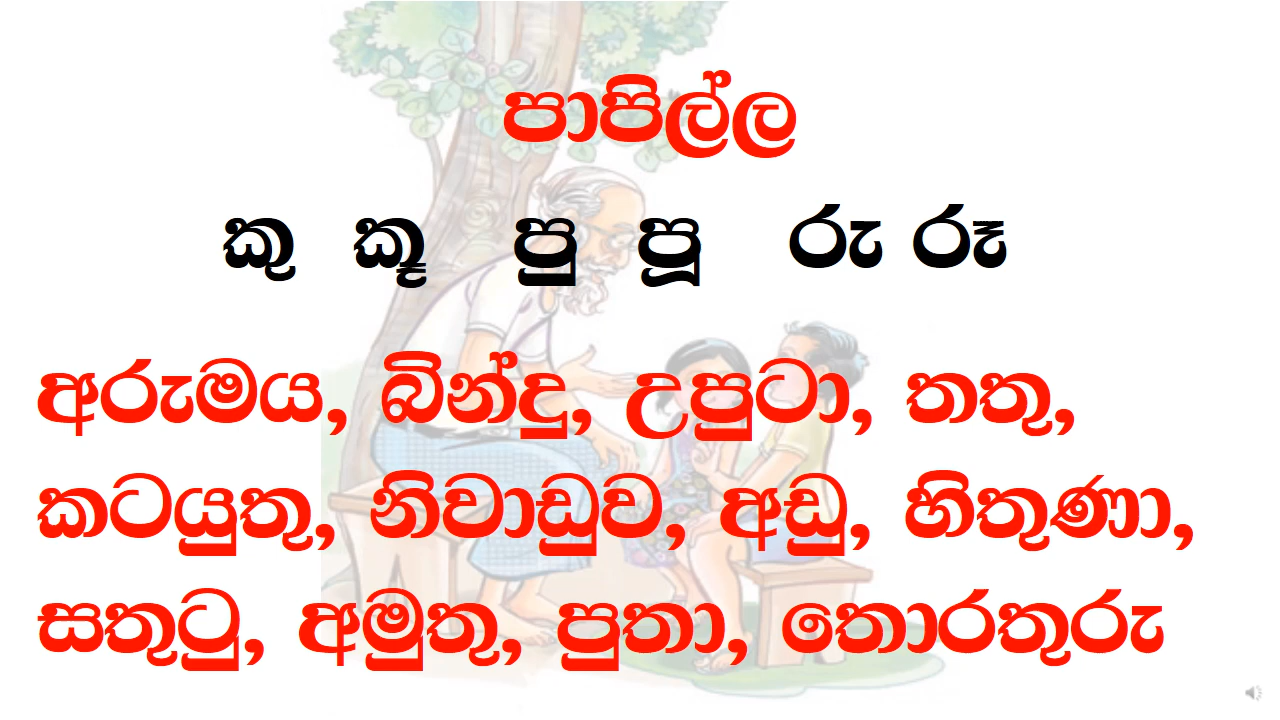 පාපිල්ල
කු කූ පු පූ රු රූ
අරුමය, බින්දු, උපුටා, තතු,
කටයුතු, නිවාඩුව, අඩු, හිතුණා,
සතුටු, අමුතු, පුතා, තොරතුරු